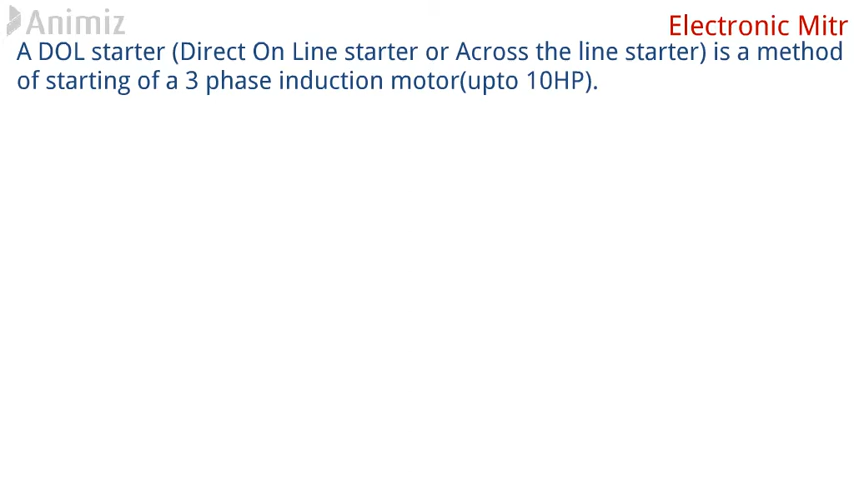 Animiz
Electronic Mitr
A DOL starter (Direct On Line starter or Across the line starter) is a method
of starting of a 3 phase induction motor(upto 10HP).